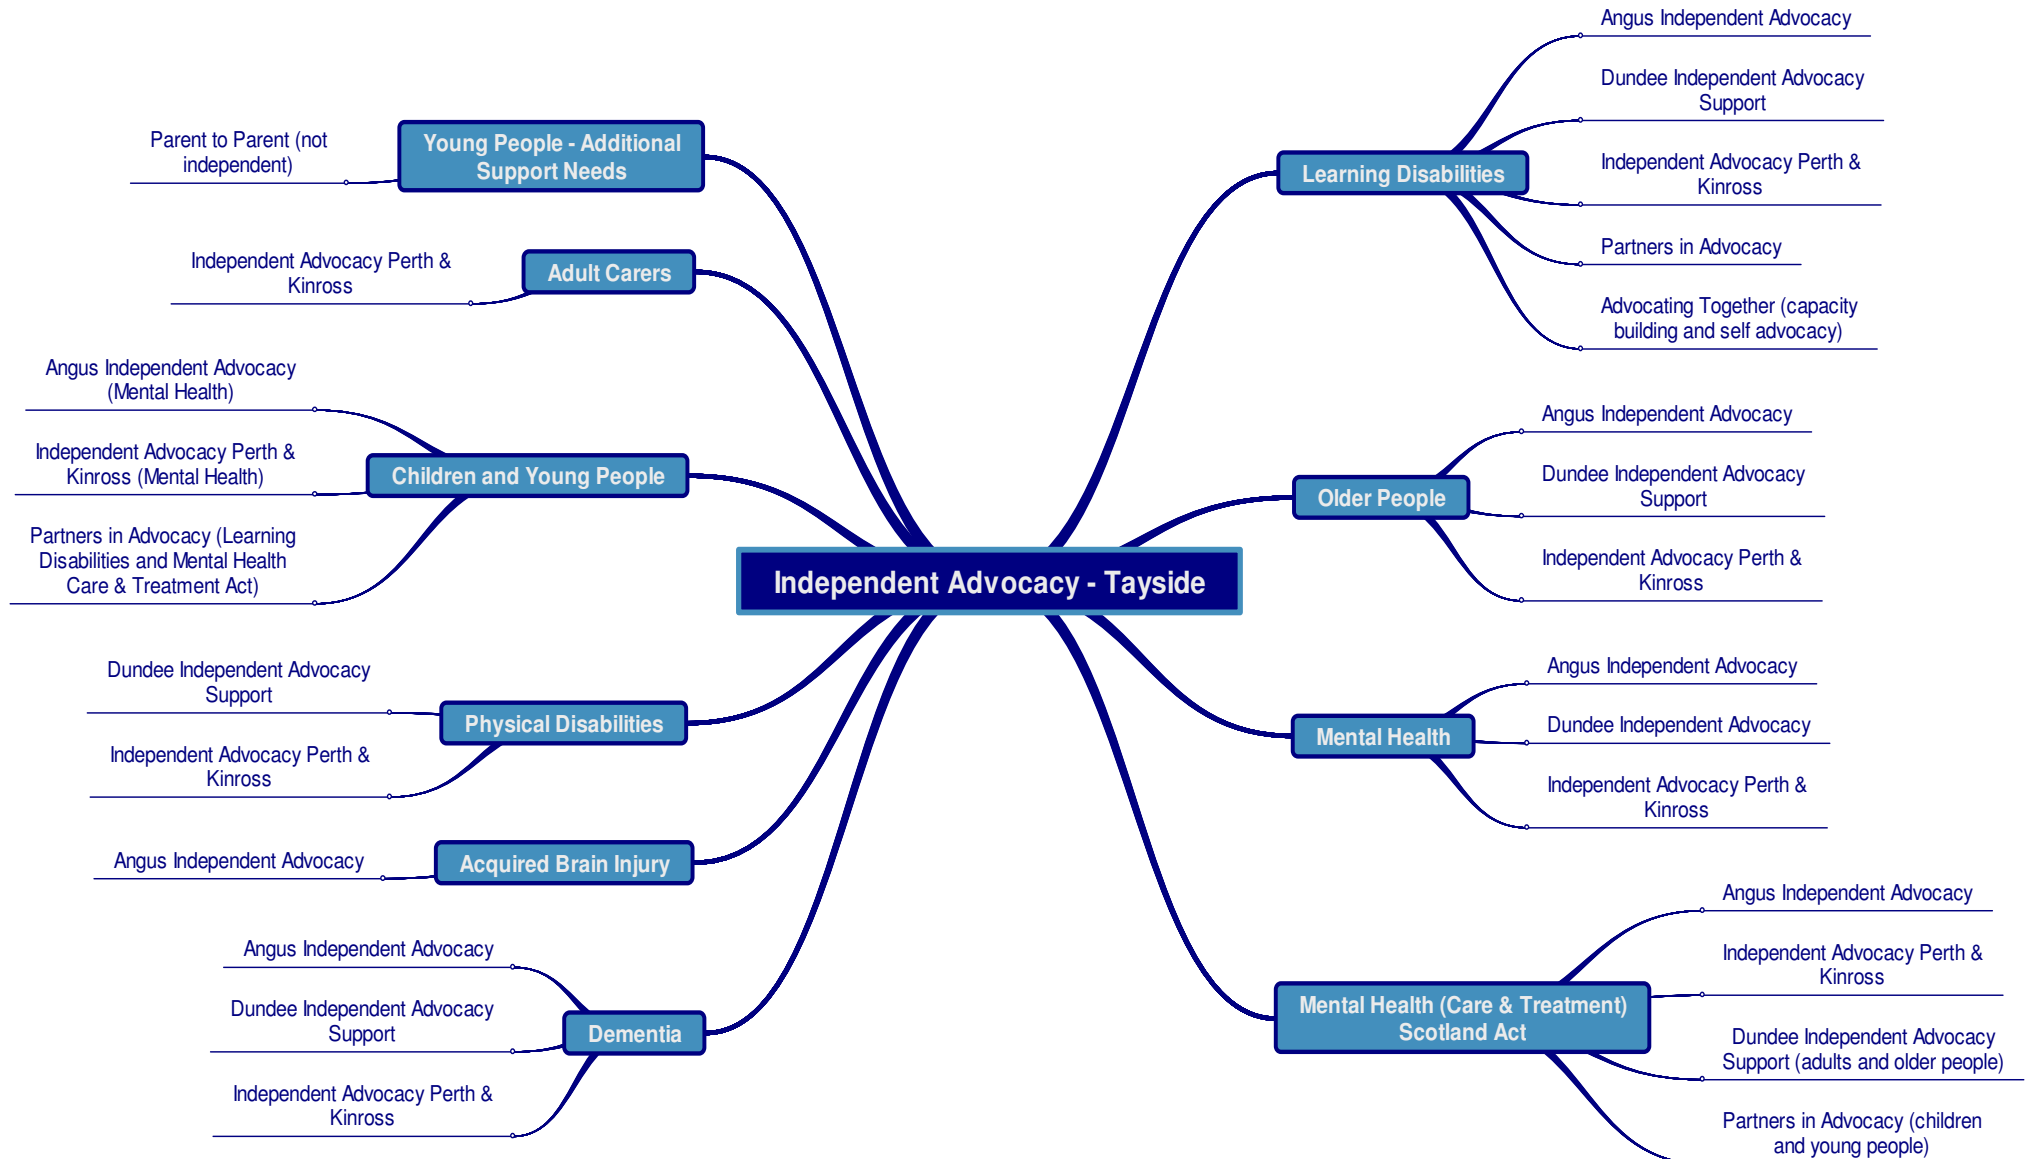 Independent Advocacy - Tayside
Young People - Additional
Support Needs
Parent to Parent (not
independent)
Adult Carers
Independent Advocacy Perth &
Kinross
Children and Young People
Angus Independent Advocacy
(Mental Health)
Independent Advocacy Perth &
Kinross (Mental Health)
Partners in Advocacy (Learning
Disabilities and Mental Health
Care & Treatment Act)
Physical Disabilities
Dundee Independent Advocacy
Support
Independent Advocacy Perth &
Kinross
Acquired Brain Injury
Angus Independent Advocacy
Dementia
Angus Independent Advocacy
Dundee Independent Advocacy
Support
Independent Advocacy Perth &
Kinross
Learning Disabilities
Angus Independent Advocacy
Dundee Independent Advocacy
Support
Independent Advocacy Perth &
Kinross
Partners in Advocacy
Advocating Together (capacity
building and self advocacy)
Older People
Angus Independent Advocacy
Dundee Independent Advocacy
Support
Independent Advocacy Perth &
Kinross
Mental Health
Angus Independent Advocacy
Dundee Independent Advocacy
Independent Advocacy Perth &
Kinross
Mental Health (Care & Treatment)
Scotland Act
Angus Independent Advocacy
Independent Advocacy Perth &
Kinross
Dundee Independent Advocacy
Support (adults and older people)
Partners in Advocacy (children
and young people)